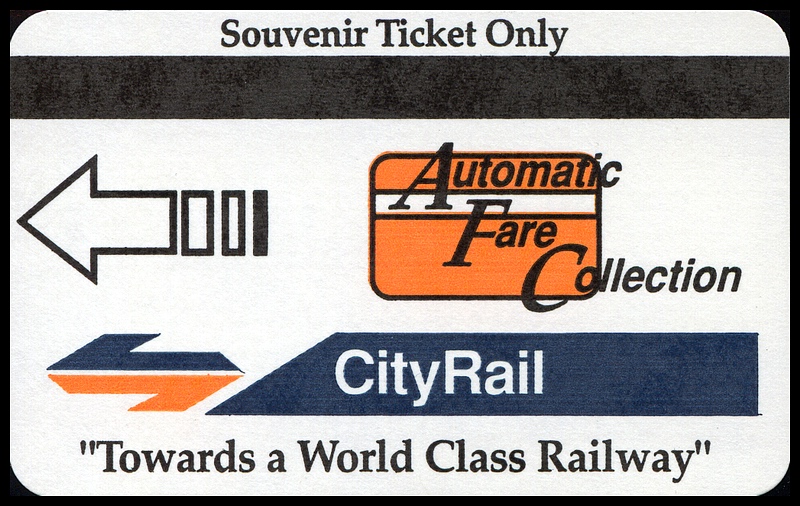 Souvenir Ticket Only
Automatic
Fare
Collection
CityRail
"Towards a World Class Railway"